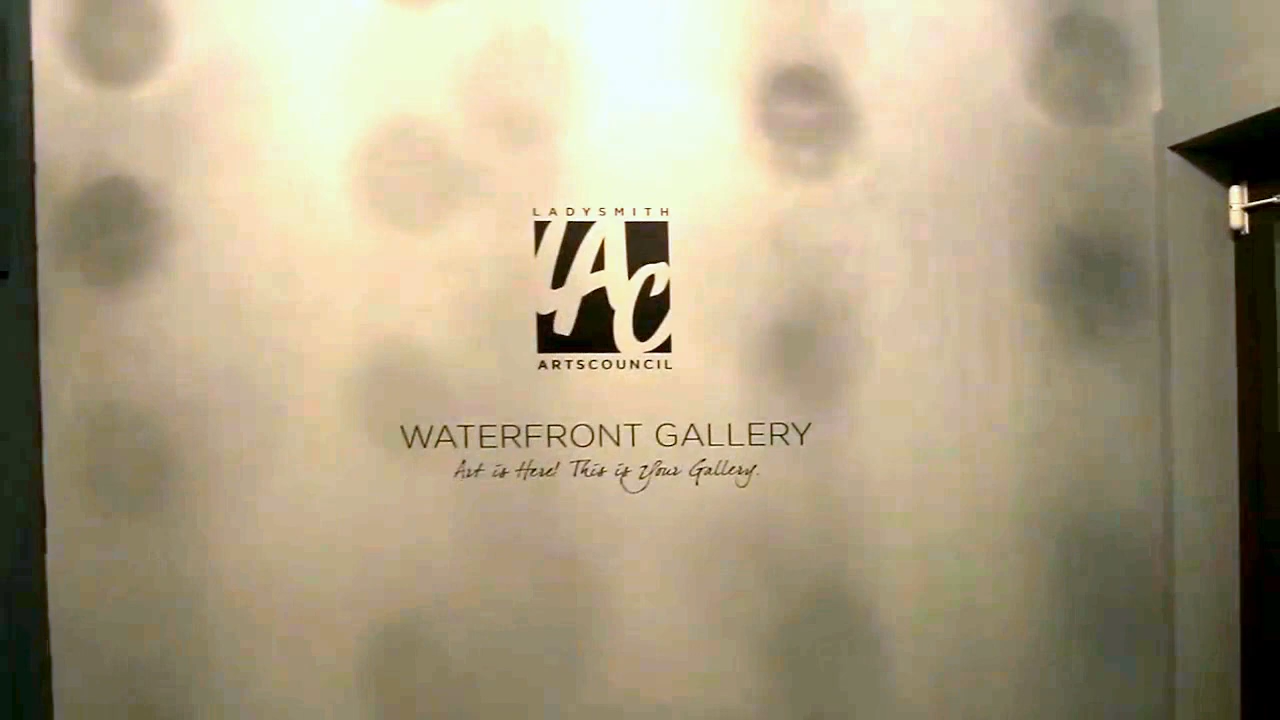 LADYSMITH
LAC
ARTSCOUNCIL
WATERFRONT GALLERY
Art is Here! This is Your Gallery.